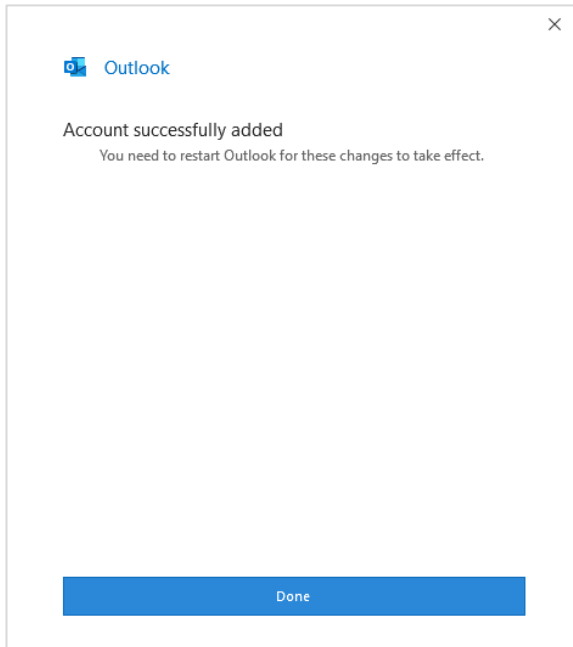 Outlook
Account successfully added
You need to restart Outlook for these changes to take effect.
Done